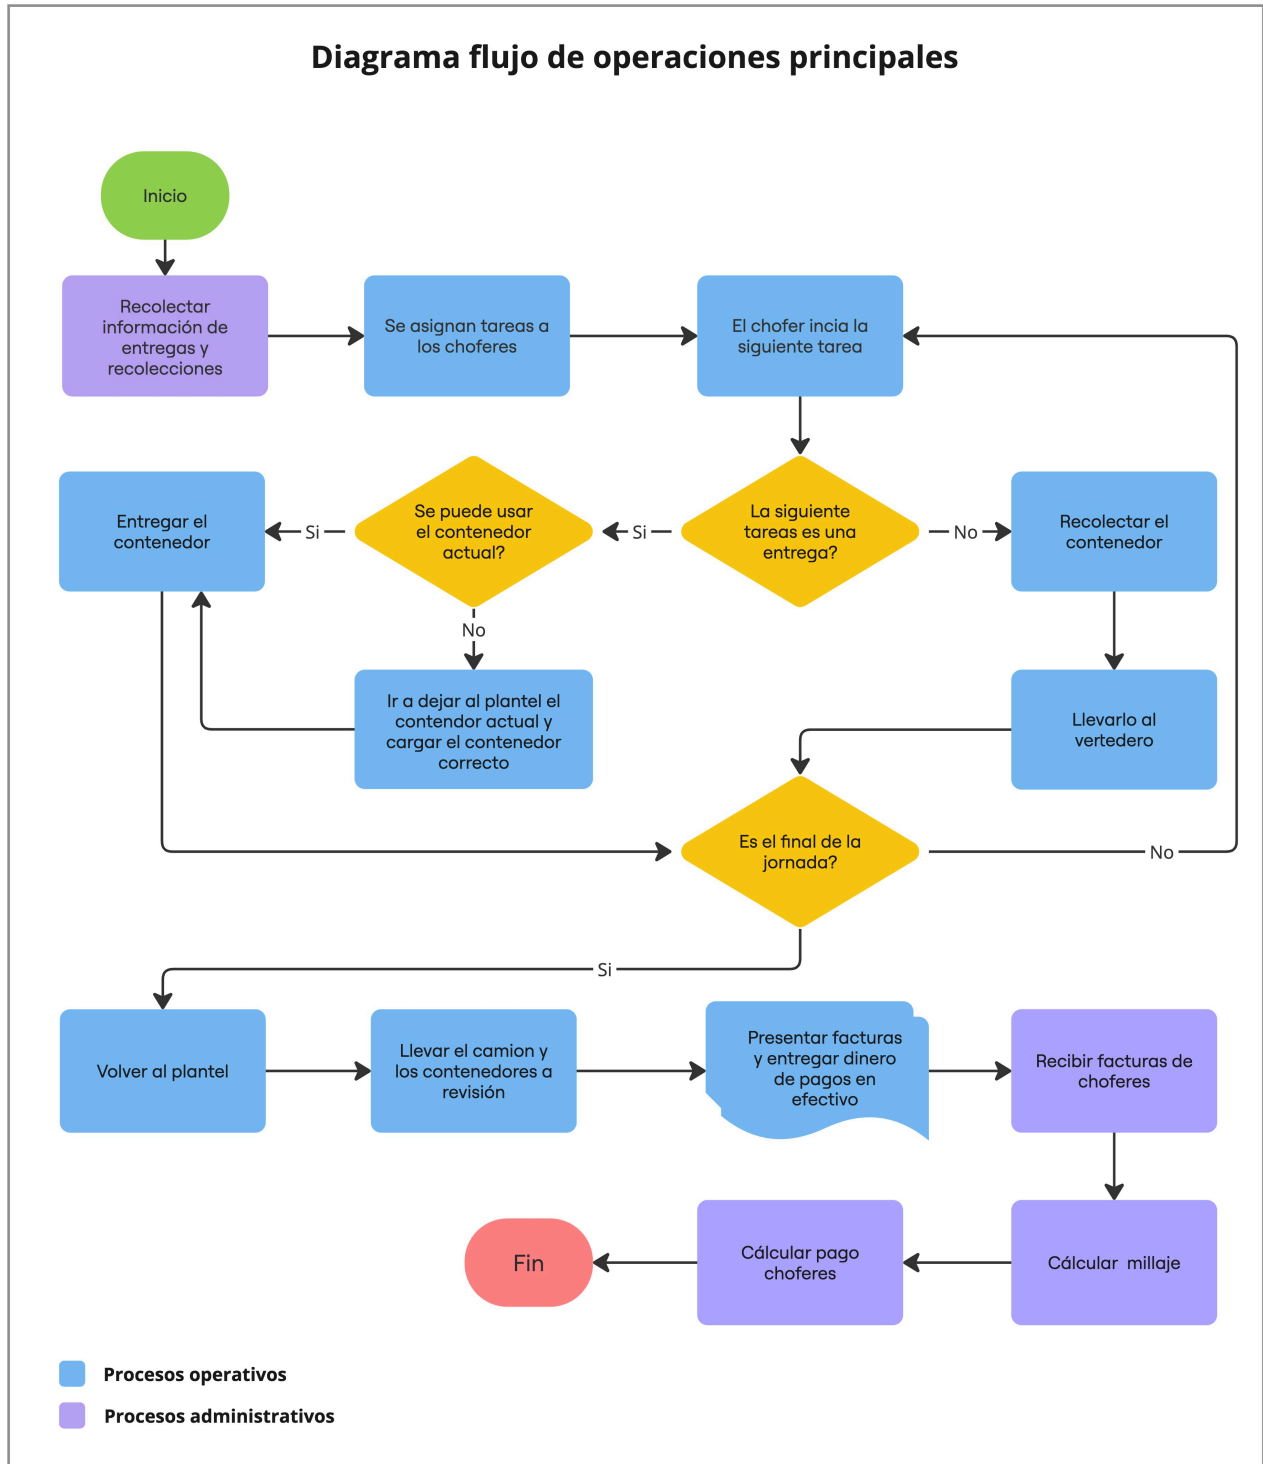 Diagrama flujo de operaciones principales
Inicio
Recolectar
información de
entregas y
recolecciones
Se asignan tareas a
los choferes
El chofer incia la
siguiente tarea
Entregar el
contenedor
Si
Se puede usar
el contenedor
actual?
Si
La siguiente
tareas es una
entrega?
No
Recolectar el
contenedor
No
Ir a dejar al plantel el
contendor actual y
cargar el contenedor
correcto
Llevarlo al
vertedero
Es el final de la
jornada?
No
Si
Volver al plantel
Llevar el camion y
los contenedores a
revisión
Presentar facturas
y entregar dinero
de pagos en
efectivo
Recibir facturas de
choferes
Fin
Cálcular pago
choferes
Cálcular millaje
Procesos operativos
Procesos administrativos